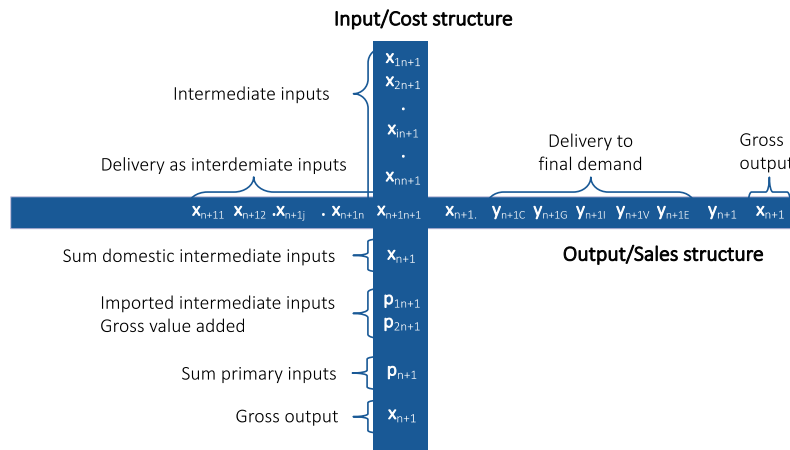 Input/Cost structure
x1n+1
Intermediate inputs
x2n+1
.
xin+1
.
xnn+1
Delivery as interdemiate inputs
Delivery to
final demand
Gross
output
xn+11 xn+12 .xn+1j . xn+1n xn+1n+1 xn+1. yn+1C yn+1G yn+1I yn+1V yn+1E yn+1 xn+1
Output/Sales structure
Sum domestic intermediate inputs xn+1
Imported intermediate inputs p1n+1
Gross value added p2n+1
Sum primary inputs pn+1
Gross output xn+1